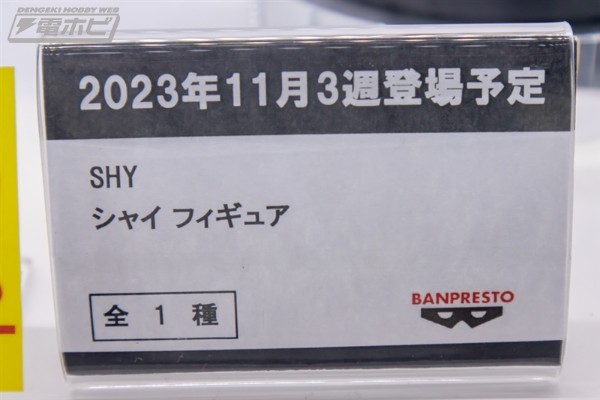 DENGEKI HOBBY WEB
電ホビ
2023年11月3週登場予定
SHY
シャイ フィギュア
全 1 種
BANPRESTO